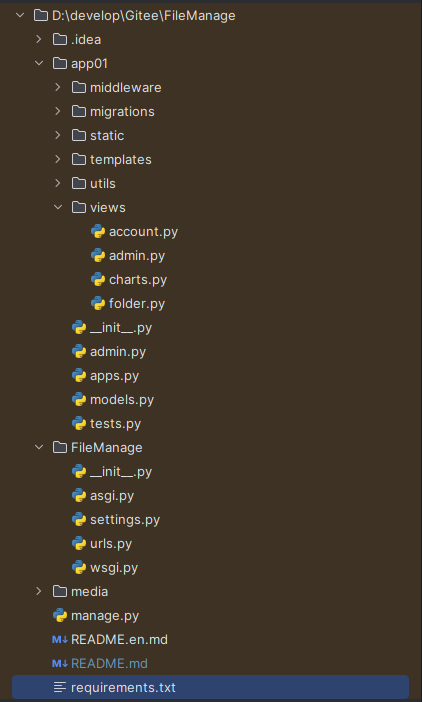 D:\develop\Gitee\FileManage
.idea
app01
middleware
migrations
static
templates
utils
views
account.py
admin.py
charts.py
folder.py
__init__.py
admin.py
apps.py
models.py
tests.py
FileManage
__init__.py
asgi.py
settings.py
urls.py
wsgi.py
media
manage.py
M↓ README.en.md
M↓ README.md
requirements.txt